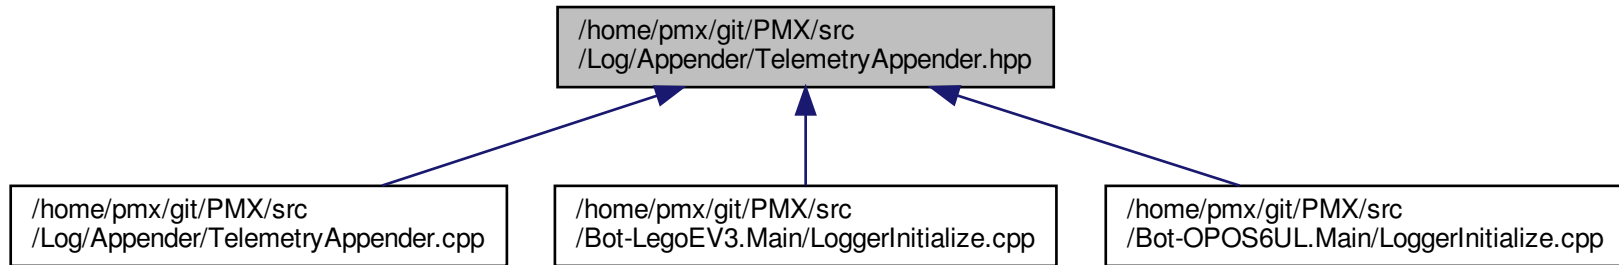 /home/pmx/git/PMX/src
/Log/Appender/TelemetryAppender.hpp
/home/pmx/git/PMX/src
/Log/Appender/TelemetryAppender.cpp
/home/pmx/git/PMX/src
/Bot-LegoEV3.Main/LoggerInitialize.cpp
/home/pmx/git/PMX/src
/Bot-OPOS6UL.Main/LoggerInitialize.cpp